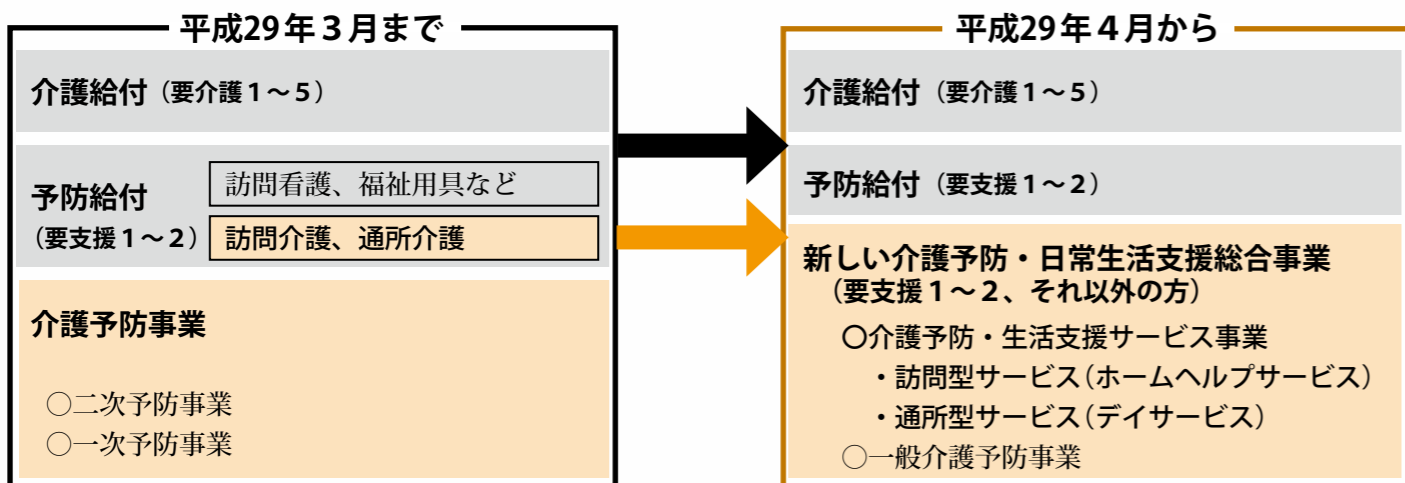 平成29年３月まで
介護給付（要介護１～５）
予防給付
（要支援１～２）
訪問看護、福祉用具など
訪問介護、通所介護
介護予防事業
○二次予防事業
○一次予防事業
平成29年４月から
介護給付（要介護１～５）
予防給付（要支援１～２）
新しい介護予防・日常生活支援総合事業
（要支援１～２、それ以外の方）
○介護予防・生活支援サービス事業
・訪問型サービス（ホームヘルプサービス）
・通所型サービス（デイサービス）
○一般介護予防事業